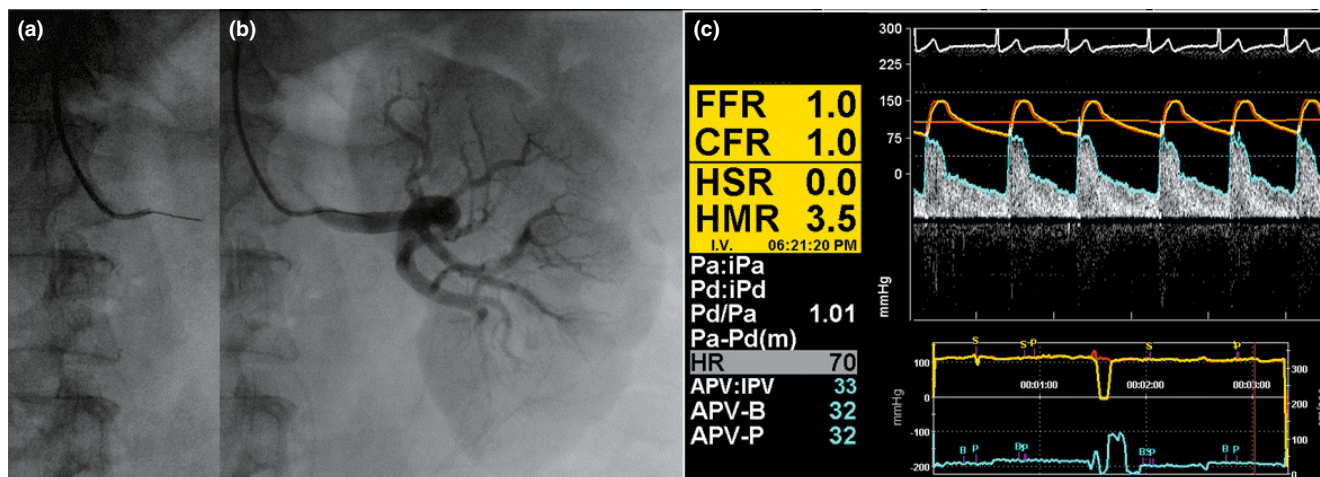 (a)
(b)
(c)
FFR 1.0
CFR 1.0
HSR 0.0
HMR 3.5
I.V. 06:21:20 PM
Pa:iPa
Pd:iPd
Pd/Pa 1.01
Pa-Pd(m)
HR 70
APV:IPV 33
APV-B 32
APV-P 32
300
225
150
75
0
mmHg
S S P S P
100 300
00:01:00 00:02:00 00:03:00
0 200
mmHg
-100 100
B P B P B S P B P
-200 0